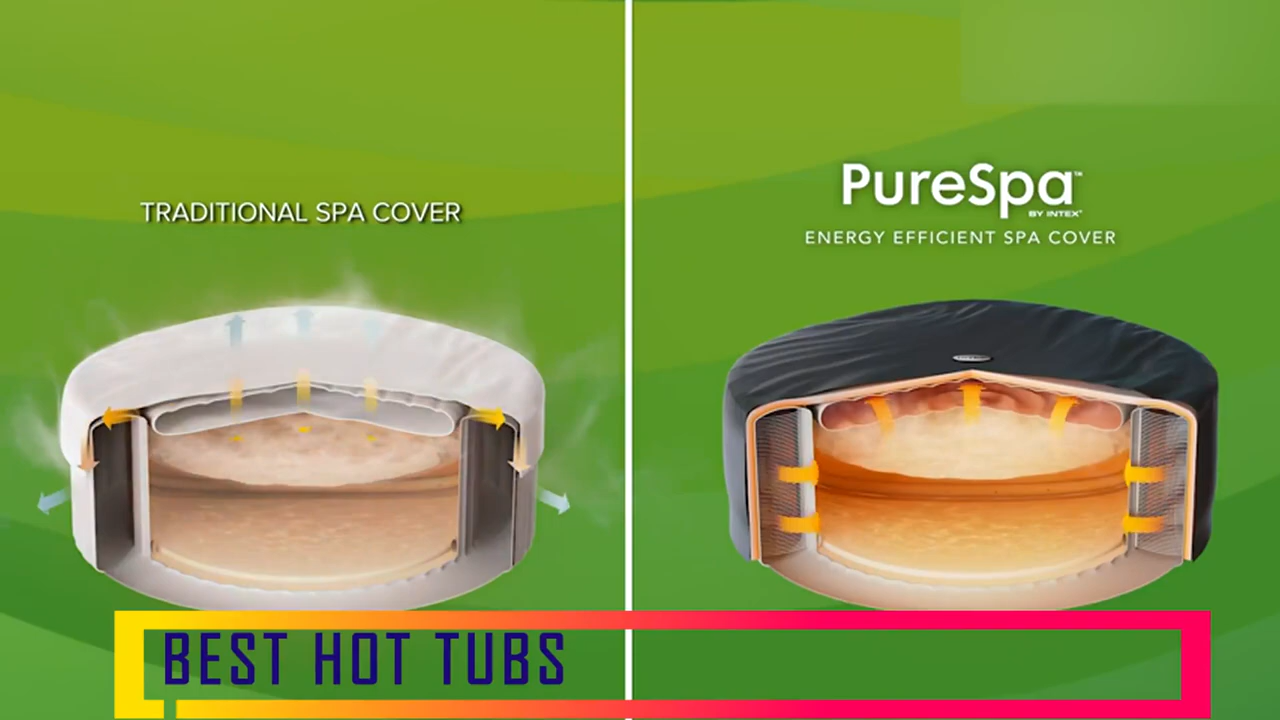 TRADITIONAL SPA COVER
PureSpa™
BY INTEX®
ENERGY EFFICIENT SPA COVER
BEST HOT TUBS